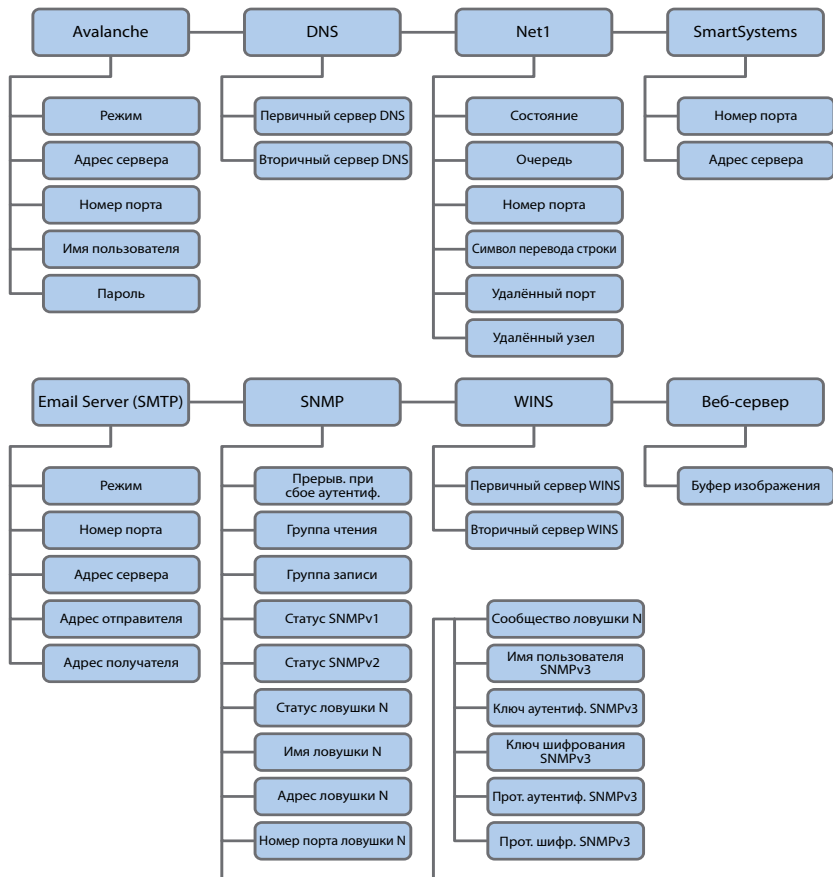 Avalanche
DNS
Net1
SmartSystems
Режим
Адрес сервера
Номер порта
Имя пользователя
Пароль
Первичный сервер DNS
Вторичный сервер DNS
Состояние
Очередь
Номер порта
Символ перевода строки
Удалённый порт
Удалённый узел
Номер порта
Адрес сервера
Email Server (SMTP)
SNMP
WINS
Веб-сервер
Режим
Номер порта
Адрес сервера
Адрес отправителя
Адрес получателя
Прерыв. при
сбое аутентиф.
Группа чтения
Группа записи
Статус SNMPv1
Статус SNMPv2
Статус ловушки N
Имя ловушки N
Адрес ловушки N
Номер порта ловушки N
Первичный сервер WINS
Вторичный сервер WINS
Буфер изображения
Сообщество ловушки N
Имя пользователя
SNMPv3
Ключ аутентиф. SNMPv3
Ключ шифрования
SNMPv3
Прот. аутентиф. SNMPv3
Прот. шифр. SNMPv3